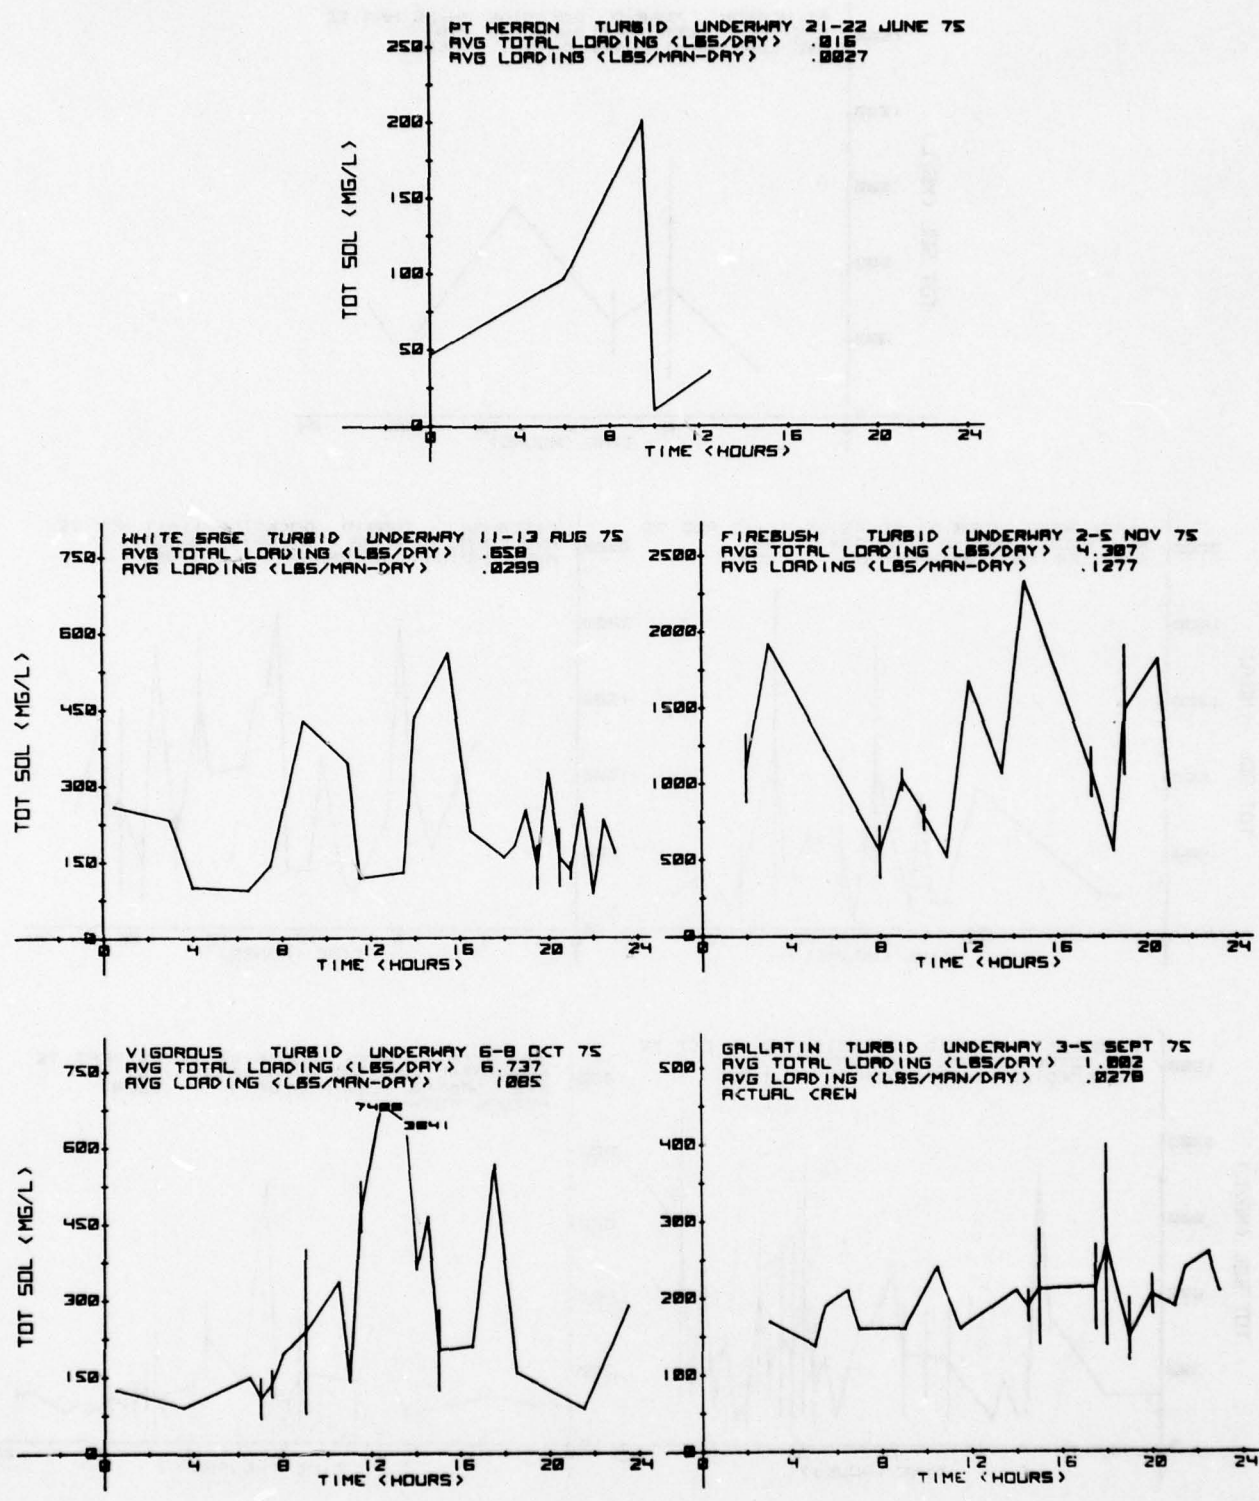 PT HERRON TURBID UNDERWAY 21-22 JUNE 75
AVG TOTAL LOADING <LBS/DAY> .016
AVG LOADING <LBS/MAN-DAY> .0027
TOT SOL <MG/L>
250
200
150
100
50
0
0 4 8 12 16 20 24
TIME <HOURS>
WHITE SAGE TURBID UNDERWAY 11-13 AUG 75
AVG TOTAL LOADING <LBS/DAY> .658
AVG LOADING <LBS/MAN-DAY> .0299
TOT SOL <MG/L>
750
600
450
300
150
0
0 4 8 12 16 20 24
TIME <HOURS>
FIREBUSH TURBID UNDERWAY 2-5 NOV 75
AVG TOTAL LOADING <LBS/DAY> 4.307
AVG LOADING <LBS/MAN-DAY> .1277
2500
2000
1500
1000
500
0
0 4 8 12 16 20 24
TIME <HOURS>
VIGOROUS TURBID UNDERWAY 6-8 OCT 75
AVG TOTAL LOADING <LBS/DAY> 6.737
AVG LOADING <LBS/MAN-DAY> 1085
7400
3841
TOT SOL <MG/L>
750
600
450
300
150
0
0 4 8 12 16 20 24
TIME <HOURS>
GALLATIN TURBID UNDERWAY 3-5 SEPT 75
AVG TOTAL LOADING <LBS/DAY> 1.002
AVG LOADING <LBS/MAN/DAY> .0278
ACTUAL CREW
500
400
300
200
100
0
0 4 8 12 16 20 24
TIME <HOURS>